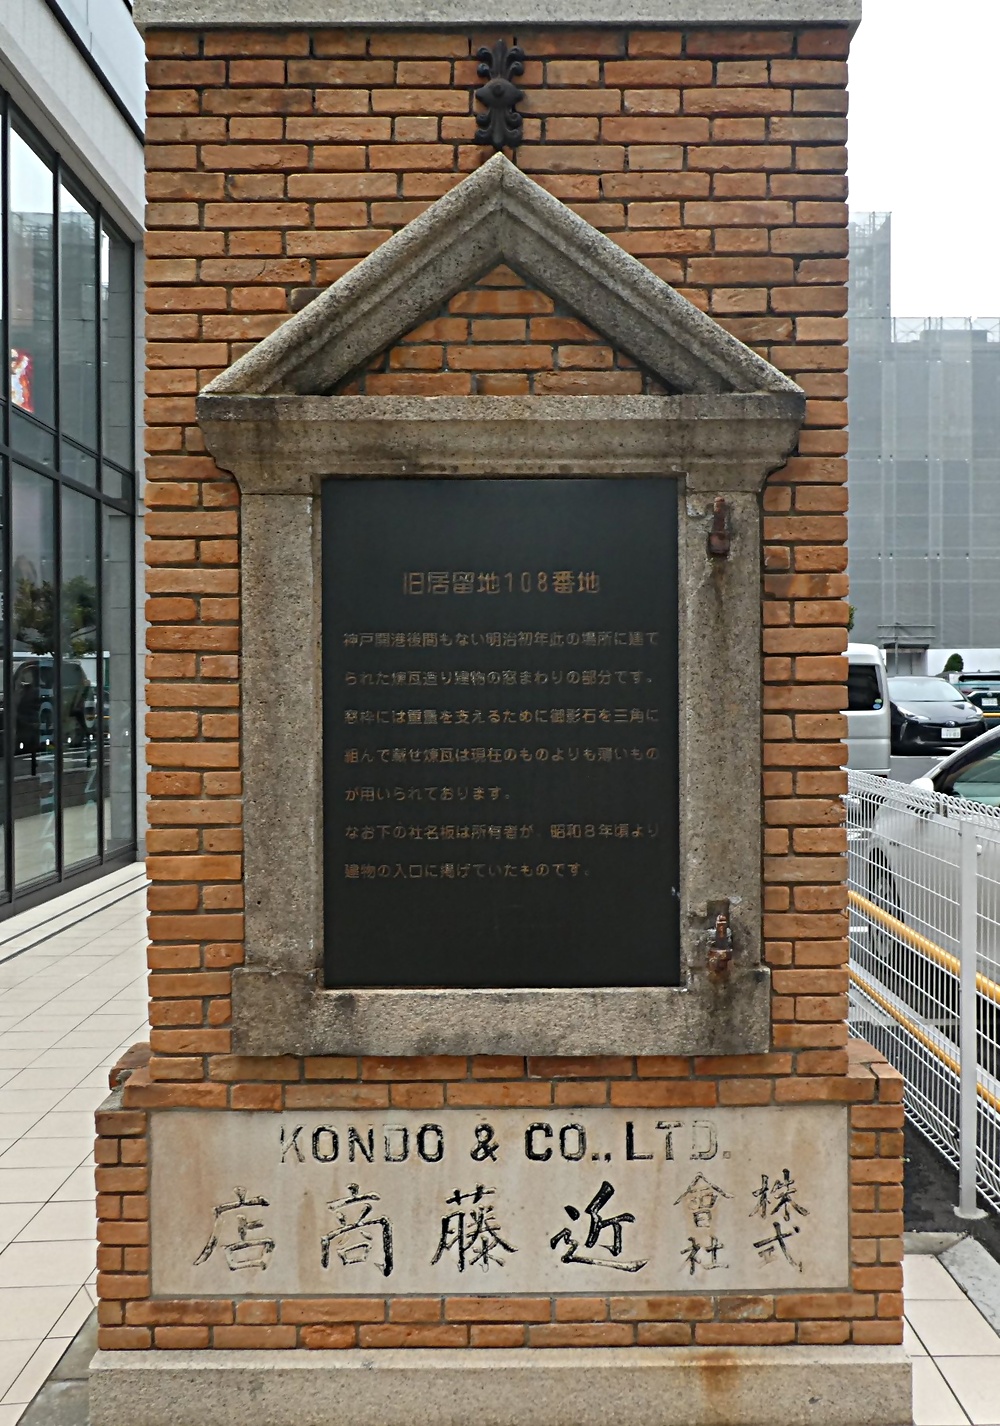 旧居留地108番地
神戸開港後間もない明治初年此の場所に建て
られた煉瓦造り建物の窓まわりの部分です。
窓枠には重量を支えるために御影石を三角に
組んで載せ煉瓦は現在のものよりも薄いもの
が用いられております。
なお下の社名板は所有者が 昭和8年頃より
建物の入口に掲げていたものです。
KONDO & CO., LTD.
株式會社近藤商店